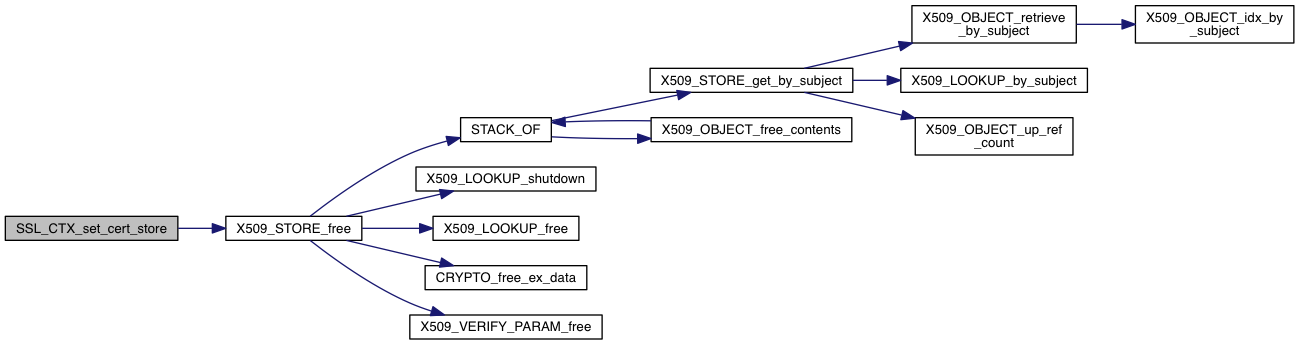 SSL_CTX_set_cert_store
X509_STORE_free
STACK_OF
X509_LOOKUP_shutdown
X509_LOOKUP_free
CRYPTO_free_ex_data
X509_VERIFY_PARAM_free
X509_STORE_get_by_subject
X509_OBJECT_free_contents
X509_OBJECT_retrieve
_by_subject
X509_LOOKUP_by_subject
X509_OBJECT_up_ref
_count
X509_OBJECT_idx_by
_subject